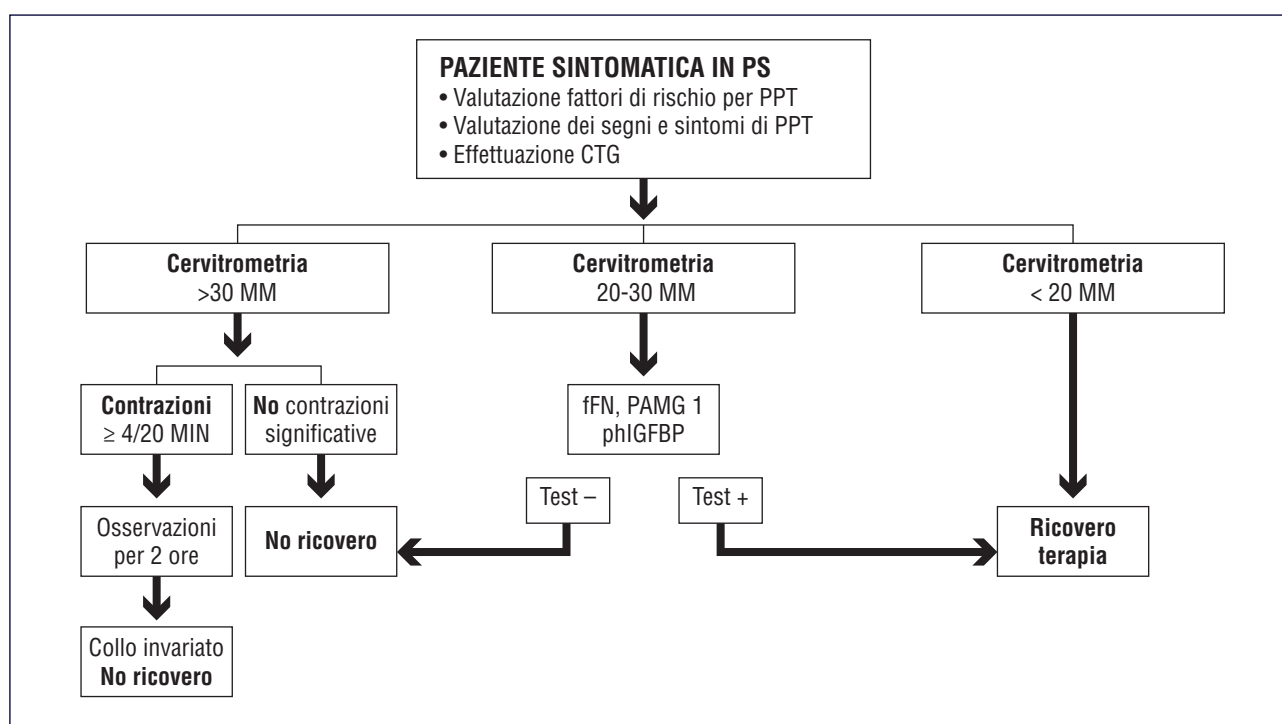 PAZIENTE SINTOMATICA IN PS
• Valutazione fattori di rischio per PPT
• Valutazione dei segni e sintomi di PPT
• Effettuazione CTG
Cervitrometria
>30 MM
Cervitrometria
20-30 MM
Cervitrometria
< 20 MM
Contrazioni
≥ 4/20 MIN
No contrazioni
significative
fFN, PAMG 1
phIGFBP
Test –
Test +
Osservazioni
per 2 ore
No ricovero
Ricovero
terapia
Collo invariato
No ricovero